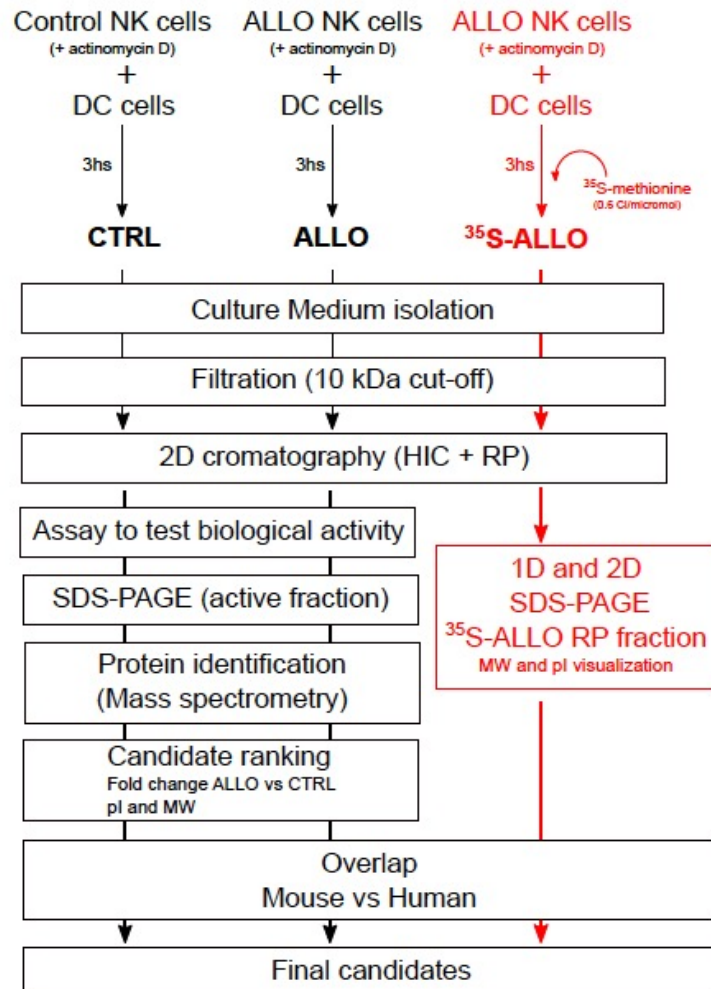 Control NK cells
(+ actinomycin D)
+
DC cells
3hs
CTRL
ALLO NK cells
(+ actinomycin D)
+
DC cells
3hs
ALLO
ALLO NK cells
(+ actinomycin D)
+
DC cells
3hs
³⁵S-methionine
(0.6 CI/micromol)
³⁵S-ALLO
Culture Medium isolation
Filtration (10 kDa cut-off)
2D cromatography (HIC + RP)
Assay to test biological activity
SDS-PAGE (active fraction)
Protein identification
(Mass spectrometry)
Candidate ranking
Fold change ALLO vs CTRL
pI and MW
1D and 2D
SDS-PAGE
³⁵S-ALLO RP fraction
MW and pI visualization
Overlap
Mouse vs Human
Final candidates